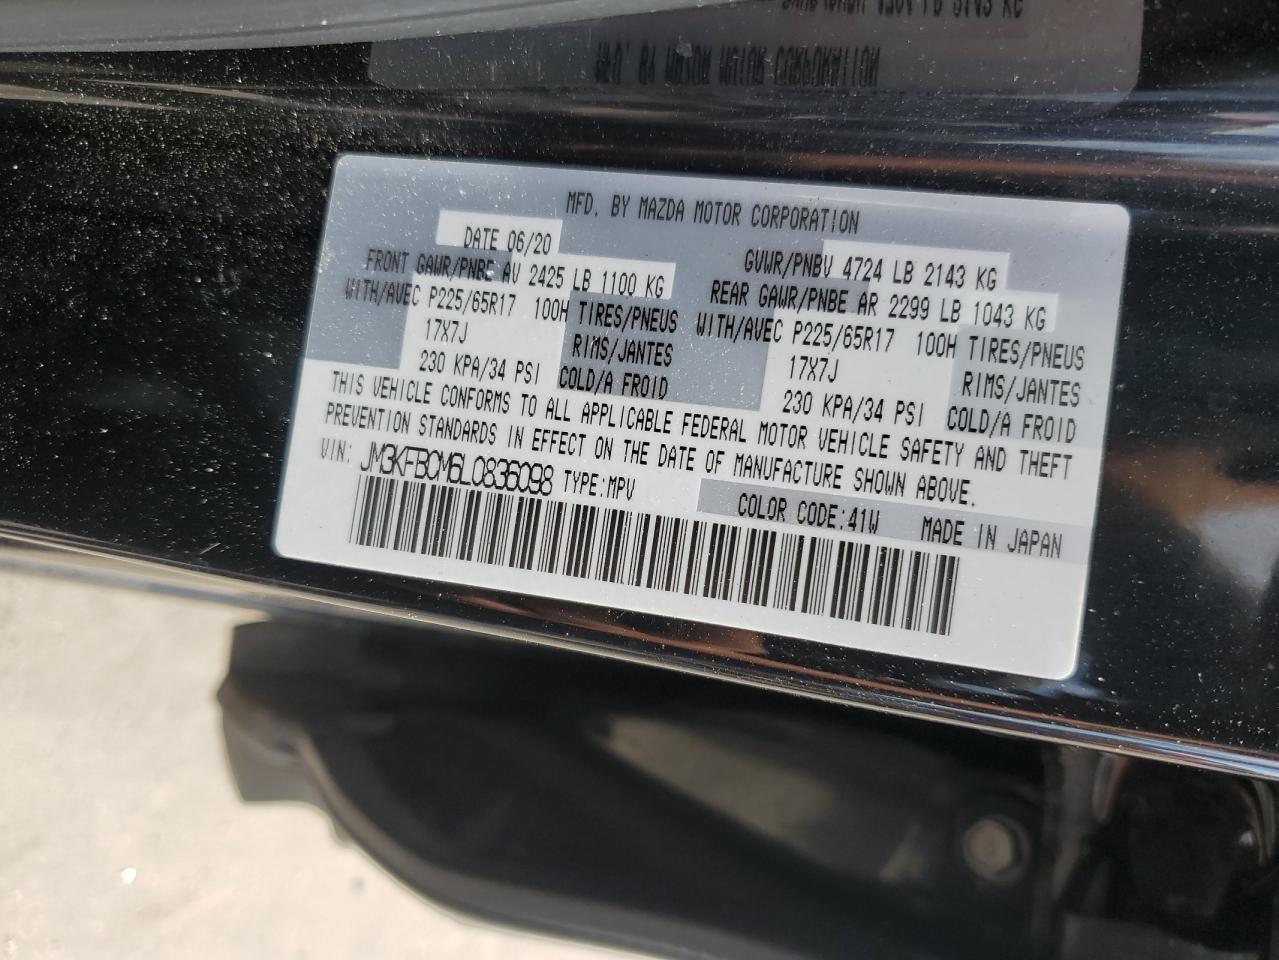 MFD. BY MAZDA MOTOR CORPORATION
DATE 06/20 GVWR/PNBV 4724 LB 2143 KG
FRONT GAWR/PNBE AV 2425 LB 1100 KG REAR GAWR/PNBE AR 2299 LB 1043 KG
WITH/AVEC P225/65R17 100H TIRES/PNEUS WITH/AVEC P225/65R17 100H TIRES/PNEUS
17X7J RIMS/JANTES 17X7J RIMS/JANTES
230 KPA/34 PSI COLD/A FROID 230 KPA/34 PSI COLD/A FROID
THIS VEHICLE CONFORMS TO ALL APPLICABLE FEDERAL MOTOR VEHICLE SAFETY AND THEFT
PREVENTION STANDARDS IN EFFECT ON THE DATE OF MANUFACTURE SHOWN ABOVE.
VIN: JM3KFBCM6L0836098 TYPE:MPV COLOR CODE:41W MADE IN JAPAN